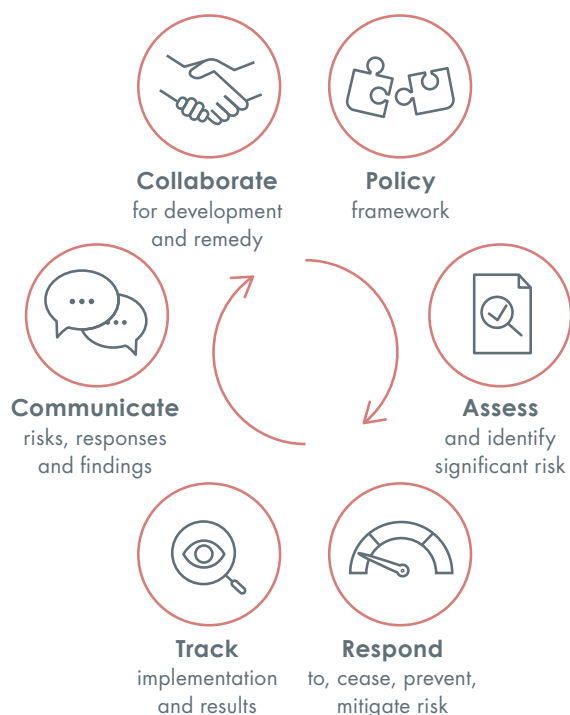 Collaborate
for development
and remedy
Policy
framework
Communicate
risks, responses
and findings
Assess
and identify
significant risk
Track
implementation
and results
Respond
to, cease, prevent,
mitigate risk